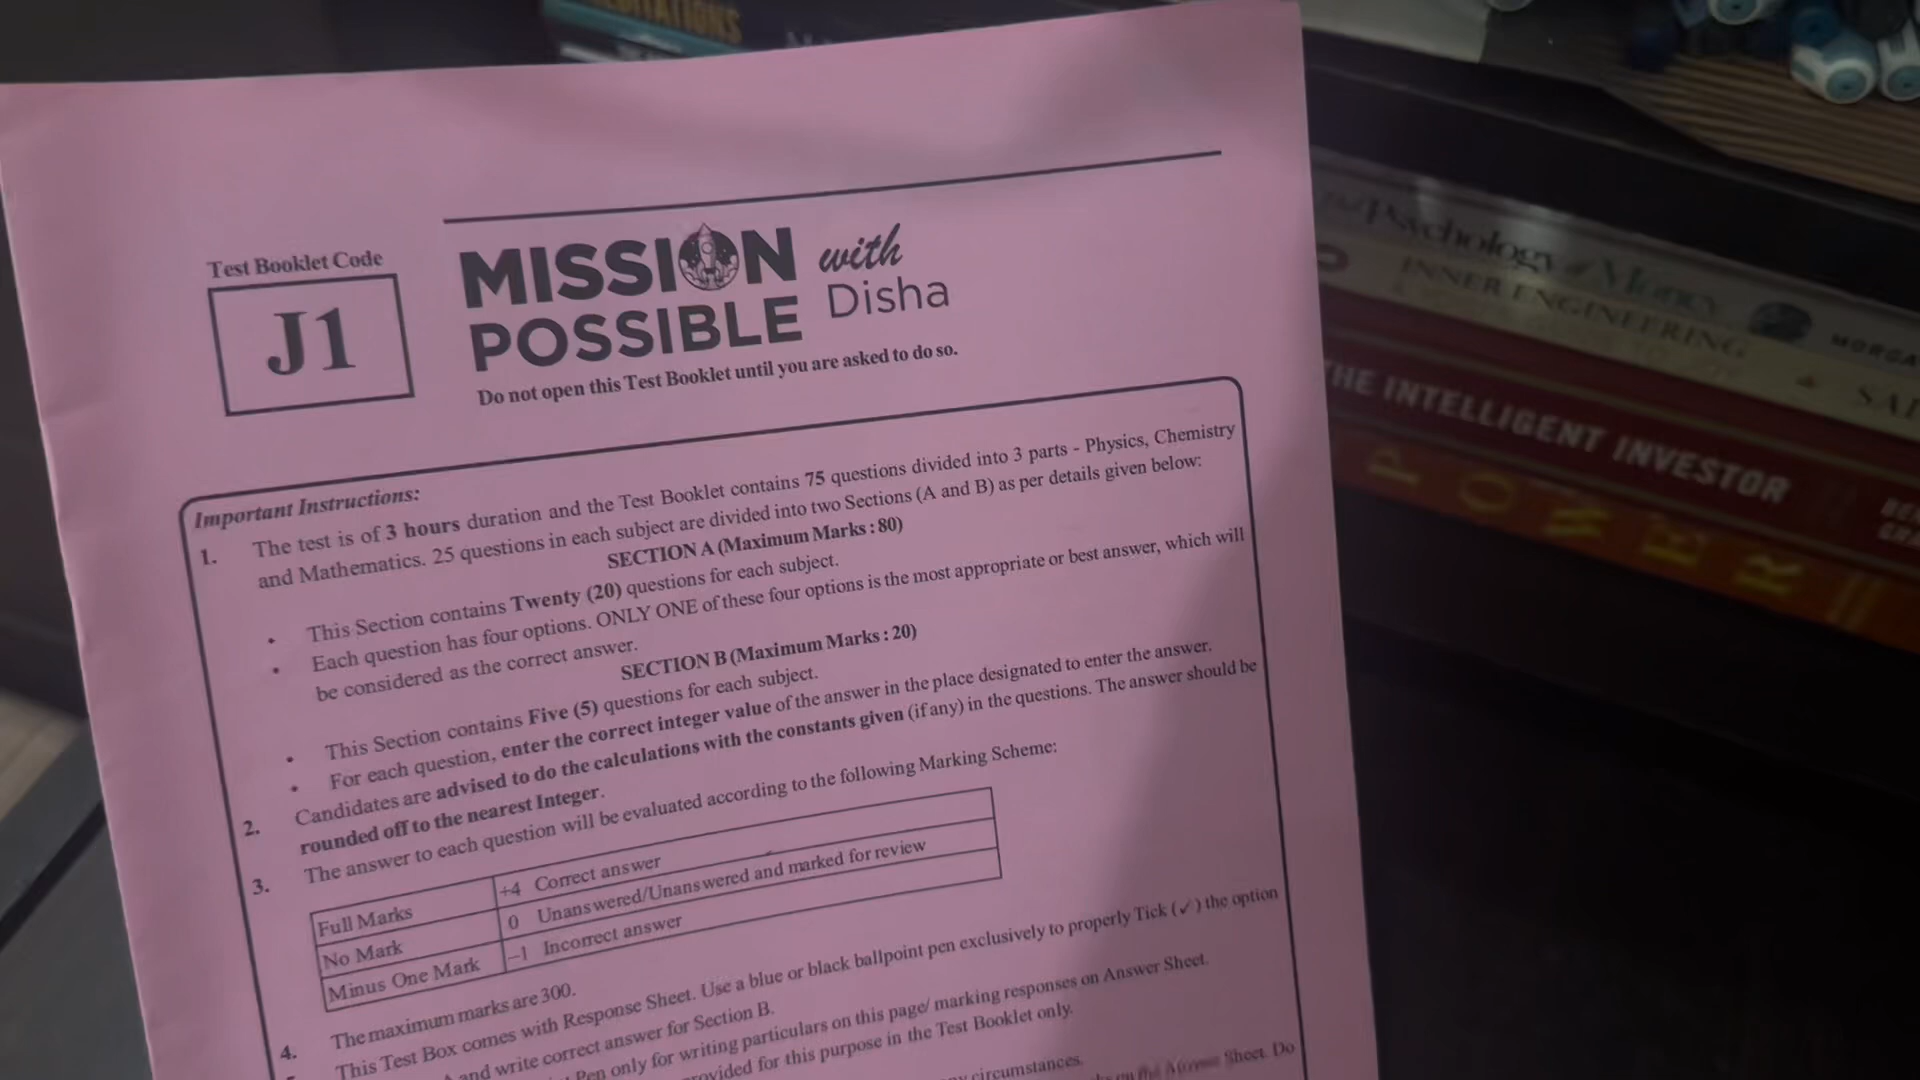 MEDITATIONS
Test Booklet Code
J1
MISSION
POSSIBLE
with
Disha
Do not open this Test Booklet until you are asked to do so.
Important Instructions:
1. The test is of 3 hours duration and the Test Booklet contains 75 questions divided into 3 parts - Physics, Chemistry
and Mathematics. 25 questions in each subject are divided into two Sections (A and B) as per details given below:
SECTION A (Maximum Marks : 80)
• This Section contains Twenty (20) questions for each subject.
• Each question has four options. ONLY ONE of these four options is the most appropriate or best answer, which will
be considered as the correct answer.
SECTION B (Maximum Marks : 20)
• This Section contains Five (5) questions for each subject.
• For each question, enter the correct integer value of the answer in the place designated to enter the answer.
2. Candidates are advised to do the calculations with the constants given (if any) in the questions. The answer should be
rounded off to the nearest Integer.
3. The answer to each question will be evaluated according to the following Marking Scheme:
Full Marks +4 Correct answer
No Mark 0 Unanswered/Unanswered and marked for review
Minus One Mark –1 Incorrect answer
The maximum marks are 300.
4. This Test Box comes with Response Sheet. Use a blue or black ballpoint pen exclusively to properly Tick (✓) the option
and write correct answer for Section B.
Pen only for writing particulars on this page/ marking responses on Answer Sheet.
provided for this purpose in the Test Booklet only.
circumstances.
Sheet. Do
Psychology of Money
MORGA
INNER ENGINEERING
SA
THE INTELLIGENT INVESTOR
BEN
GRA
POWER